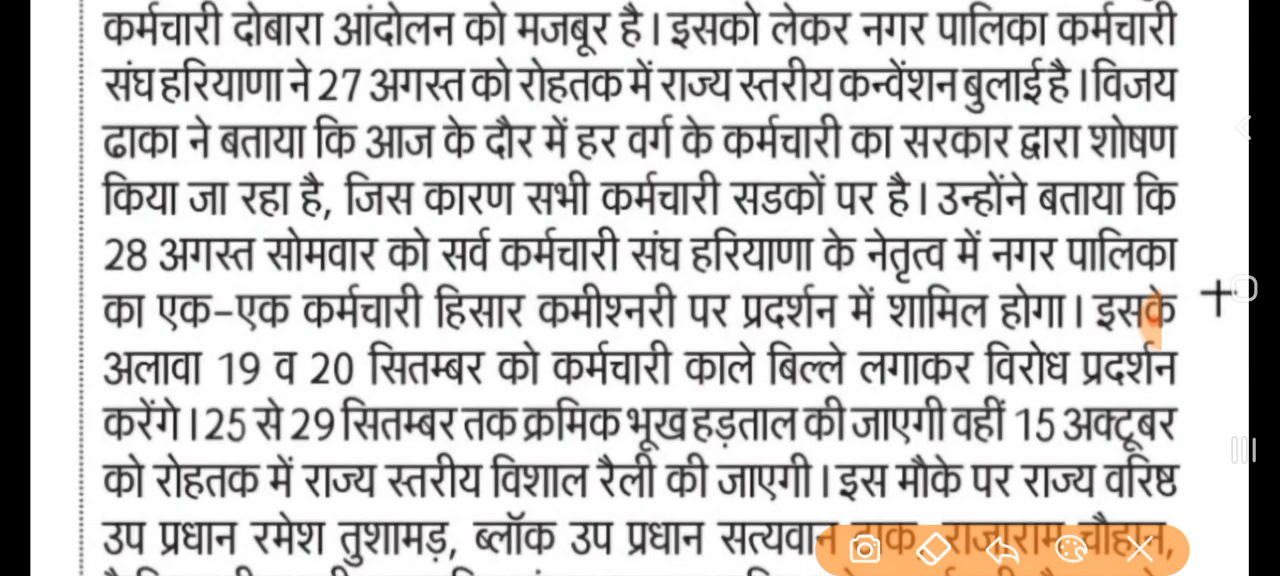 कर्मचारी दोबारा आंदोलन को मजबूर है। इसको लेकर नगर पालिका कर्मचारी
संघ हरियाणा ने 27 अगस्त को रोहतक में राज्य स्तरीय कन्वेंशन बुलाई है। विजय
ढाका ने बताया कि आज के दौर में हर वर्ग के कर्मचारी का सरकार द्वारा शोषण
किया जा रहा है, जिस कारण सभी कर्मचारी सडकों पर है। उन्होंने बताया कि
28 अगस्त सोमवार को सर्व कर्मचारी संघ हरियाणा के नेतृत्व में नगर पालिका
का एक-एक कर्मचारी हिसार कमीश्नरी पर प्रदर्शन में शामिल होगा। इसके
अलावा 19 व 20 सितम्बर को कर्मचारी काले बिल्ले लगाकर विरोध प्रदर्शन
करेंगे। 25 से 29 सितम्बर तक क्रमिक भूख हड़ताल की जाएगी वहीं 15 अक्टूबर
को रोहतक में राज्य स्तरीय विशाल रैली की जाएगी। इस मौके पर राज्य वरिष्ठ
उप प्रधान रमेश तुशामड़, ब्लॉक उप प्रधान सत्यवान राजाराम चौहान,